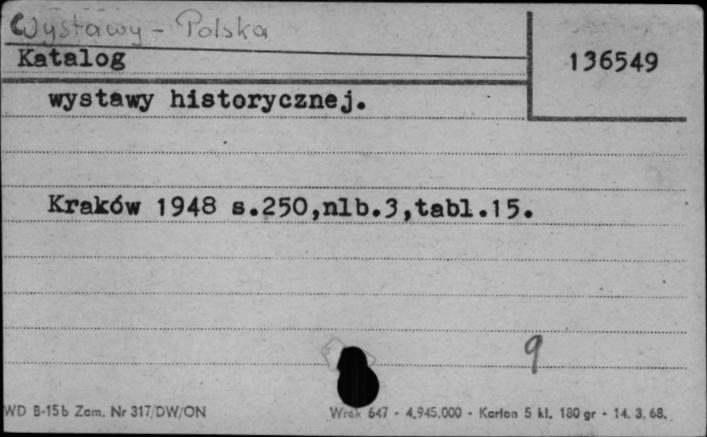 Wystawy - Polska
Katalog
136549
wystawy historycznej.
Kraków 1948 s.250,nlb.3,tabl.15.
9
WD B-15b Zam. Nr 317/DW/ON
647 - 4.945.000 - Karton 5 kl. 180 gr - 14. 3. 68.